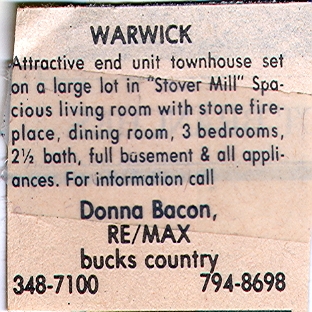 WARWICK
Attractive end unit townhouse set
on a large lot in "Stover Mill" Spa-
cious living room with stone fire-
place, dining room, 3 bedrooms,
2½ bath, full basement & all appli-
ances. For information call
Donna Bacon,
RE/MAX
bucks country
348-7100 794-8698